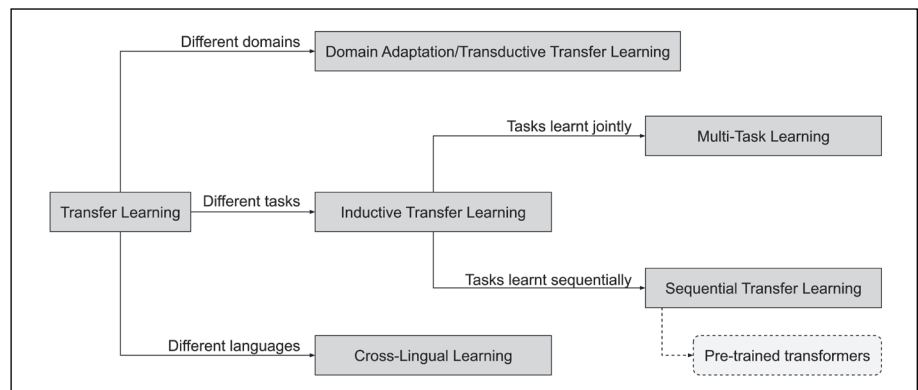 Different domains
Domain Adaptation/Transductive Transfer Learning
Tasks learnt jointly
Multi-Task Learning
Transfer Learning
Different tasks
Inductive Transfer Learning
Tasks learnt sequentially
Sequential Transfer Learning
Different languages
Cross-Lingual Learning
Pre-trained transformers